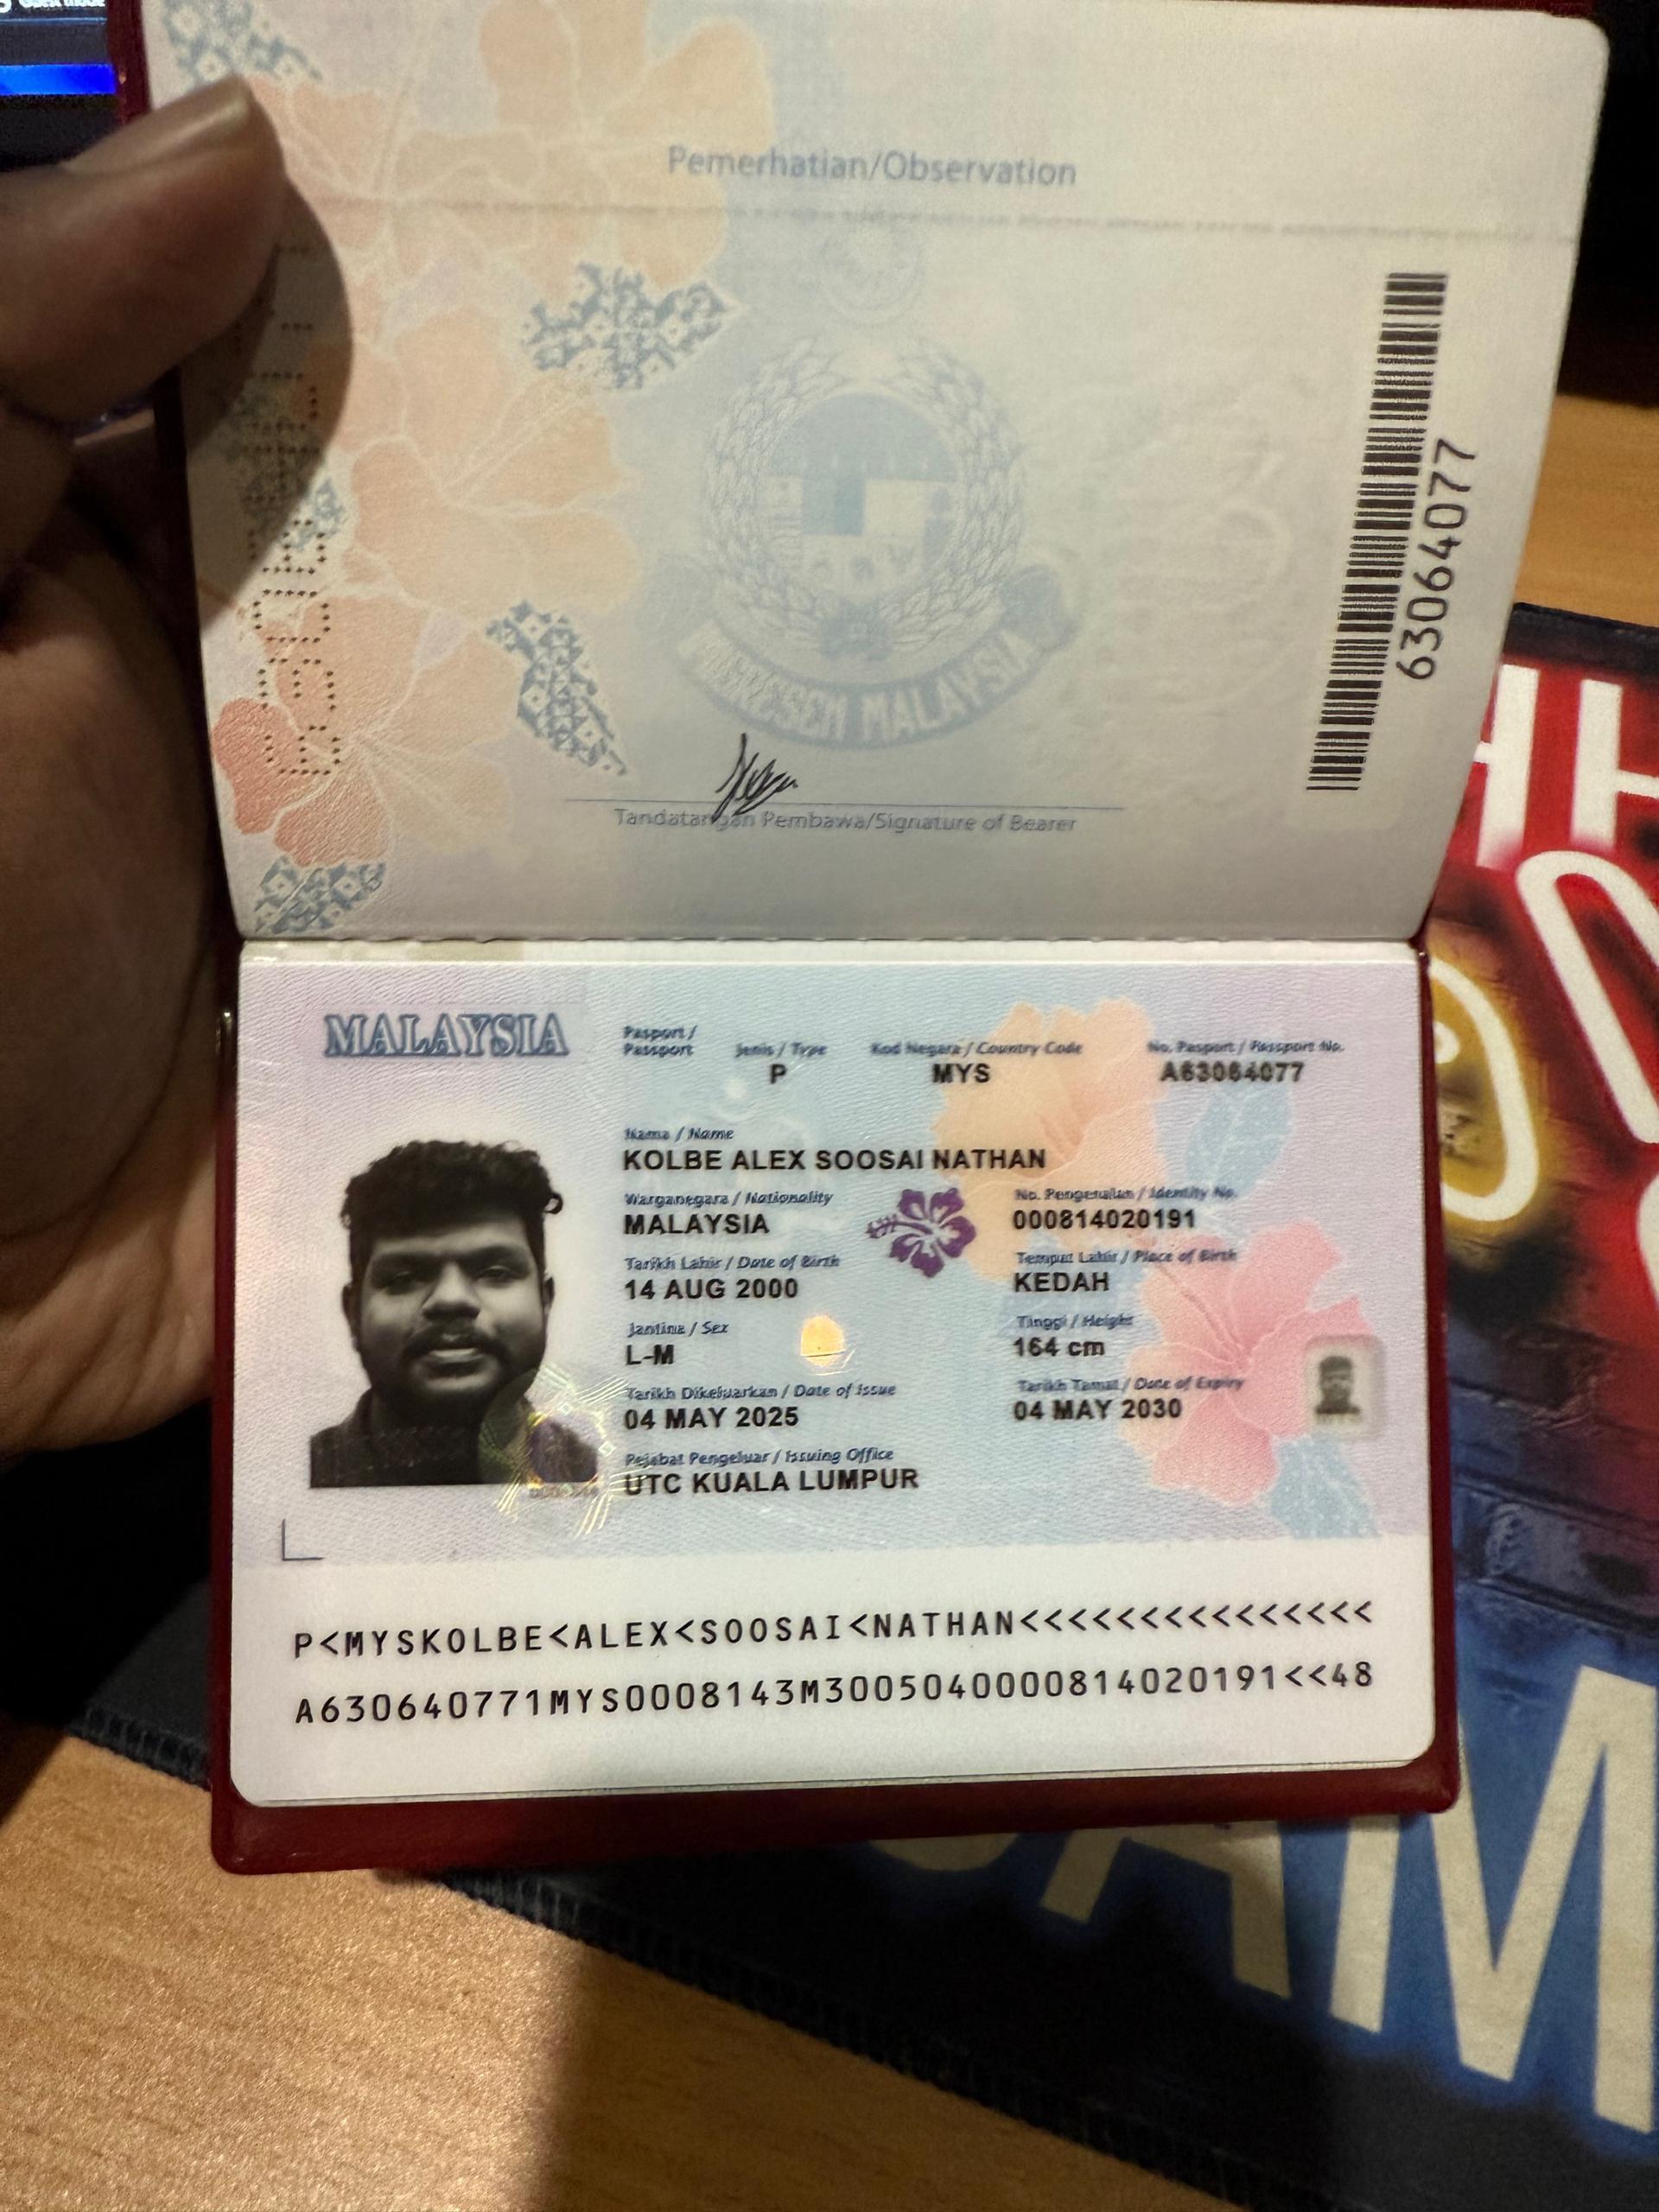 Guest mode
Pemerhatian/Observation
63064077
MALAYSIA
Tandatangan Pembawa/Signature of Bearer
MALAYSIA
Pasport / Passport
Jenis / Type
P
Kod Negara / Country Code
MYS
No. Pasport / Passport No.
A63064077
Nama / Name
KOLBE ALEX SOOSAI NATHAN
Warganegara / Nationality
MALAYSIA
No. Pengenalan / Identity No.
000814020191
Tarikh Lahir / Date of Birth
14 AUG 2000
Tempat Lahir / Place of Birth
KEDAH
Jantina / Sex
L-M
Tinggi / Height
164 cm
Tarikh Dikeluarkan / Date of Issue
04 MAY 2025
Tarikh Tamat / Date of Expiry
04 MAY 2030
Pejabat Pengeluar / Issuing Office
UTC KUALA LUMPUR
P<MYSKOLBE<ALEX<SOOSAI<NATHAN<<<<<<<<<<<<<<<
A630640771MYS0008143M3005040000814020191<<48